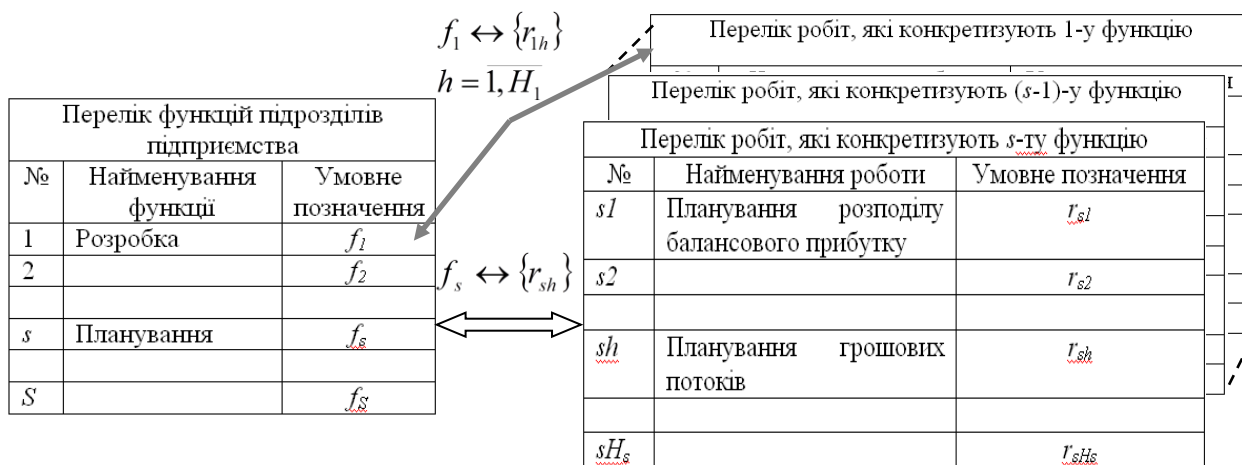 f₁ ↔ {r₁ₕ}
h = 1, H₁
Перелік робіт, які конкретизують 1-у функцію
Перелік робіт, які конкретизують (s-1)-у функцію
Перелік функцій підрозділів
підприємства
№ Найменування функції Умовне позначення
1 Розробка f1
2 f2
s Планування fs
S fS
fs ↔ {rsh}
Перелік робіт, які конкретизують s-ту функцію
№ Найменування роботи Умовне позначення
s1 Планування розподілу rs1
балансового прибутку
s2 rs2
sh Планування грошових rsh
потоків
sHs rsHs